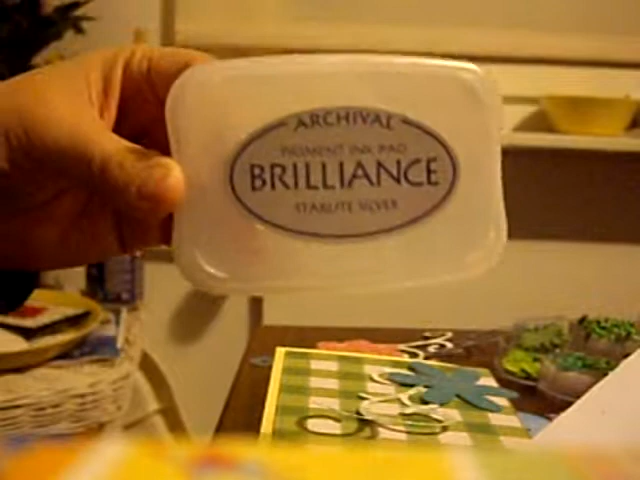 ARCHIVAL
PIGMENT INK PAD
BRILLIANCE
STARLITE SILVER